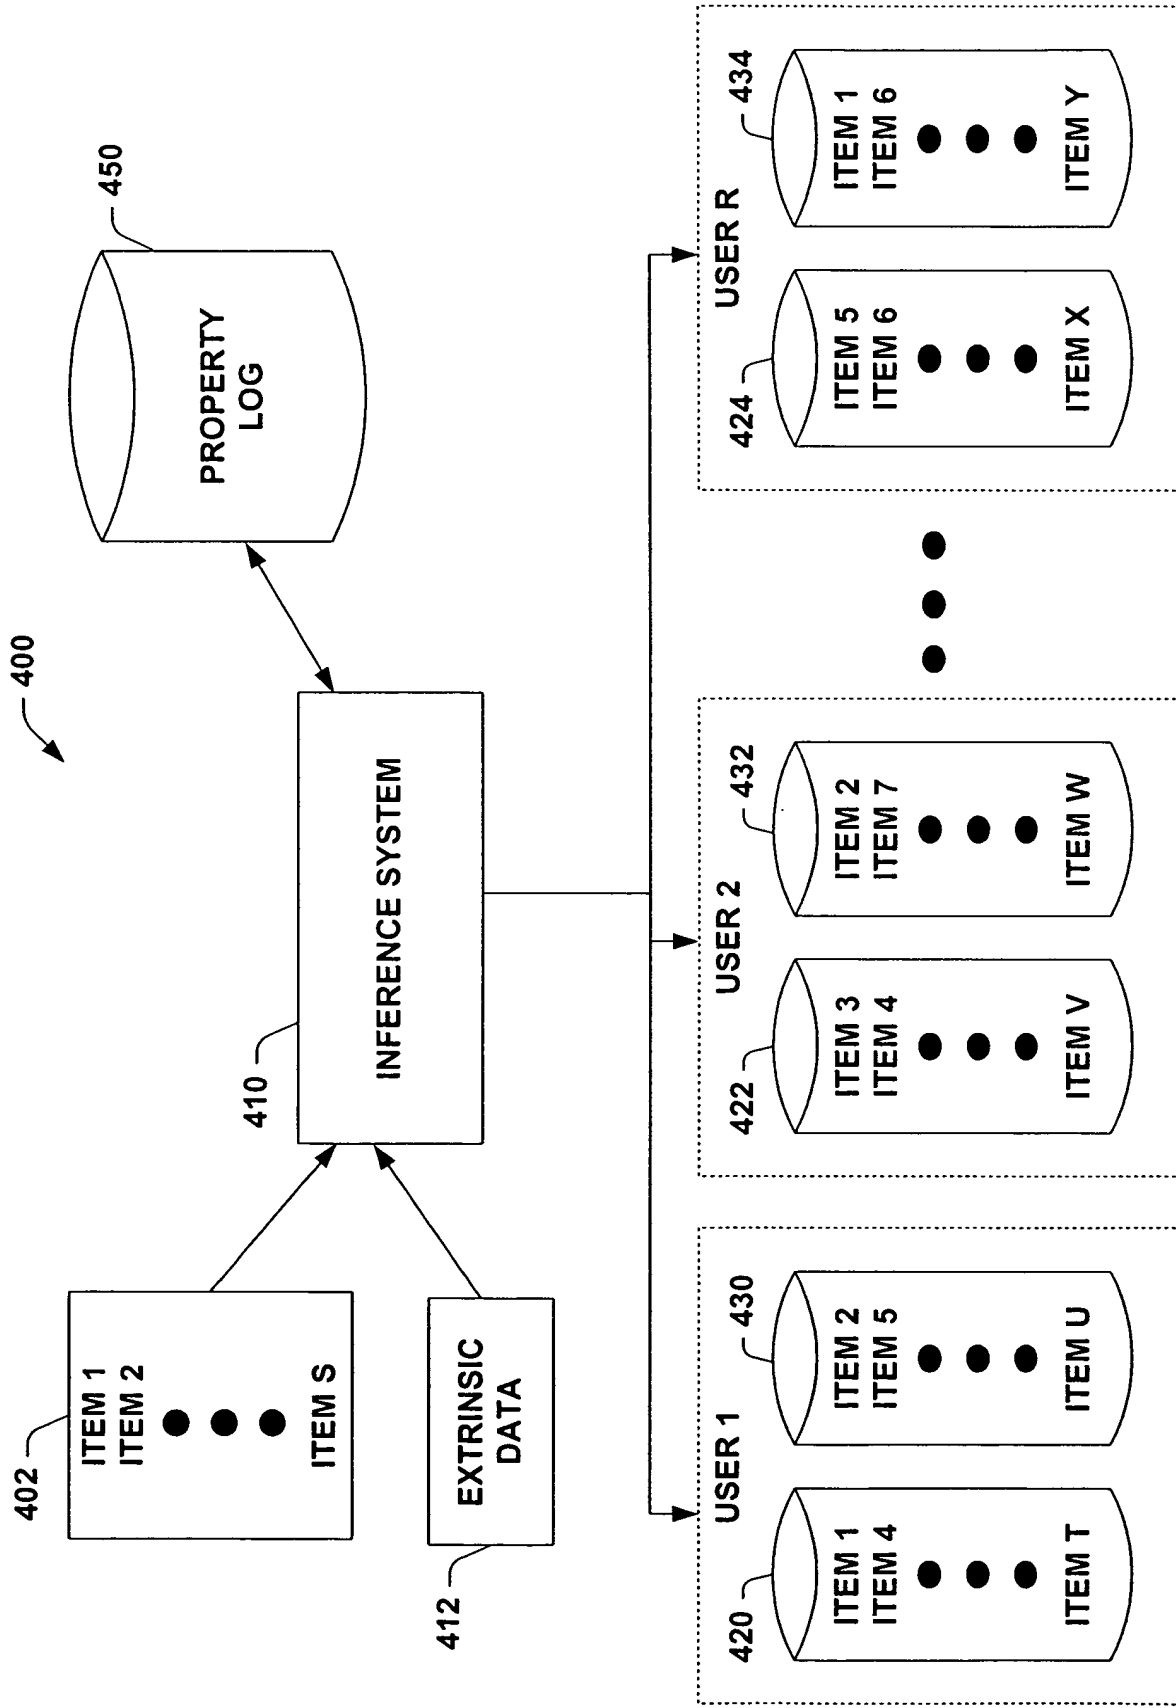 400
402
ITEM 1
ITEM 2
ITEM S
410
INFERENCE SYSTEM
450
PROPERTY
LOG
412
EXTRINSIC
DATA
USER 1
420
ITEM 1
ITEM 4
ITEM T
430
ITEM 2
ITEM 5
ITEM U
USER 2
422
ITEM 3
ITEM 4
ITEM V
432
ITEM 2
ITEM 7
ITEM W
USER R
424
ITEM 5
ITEM 6
ITEM X
434
ITEM 1
ITEM 6
ITEM Y